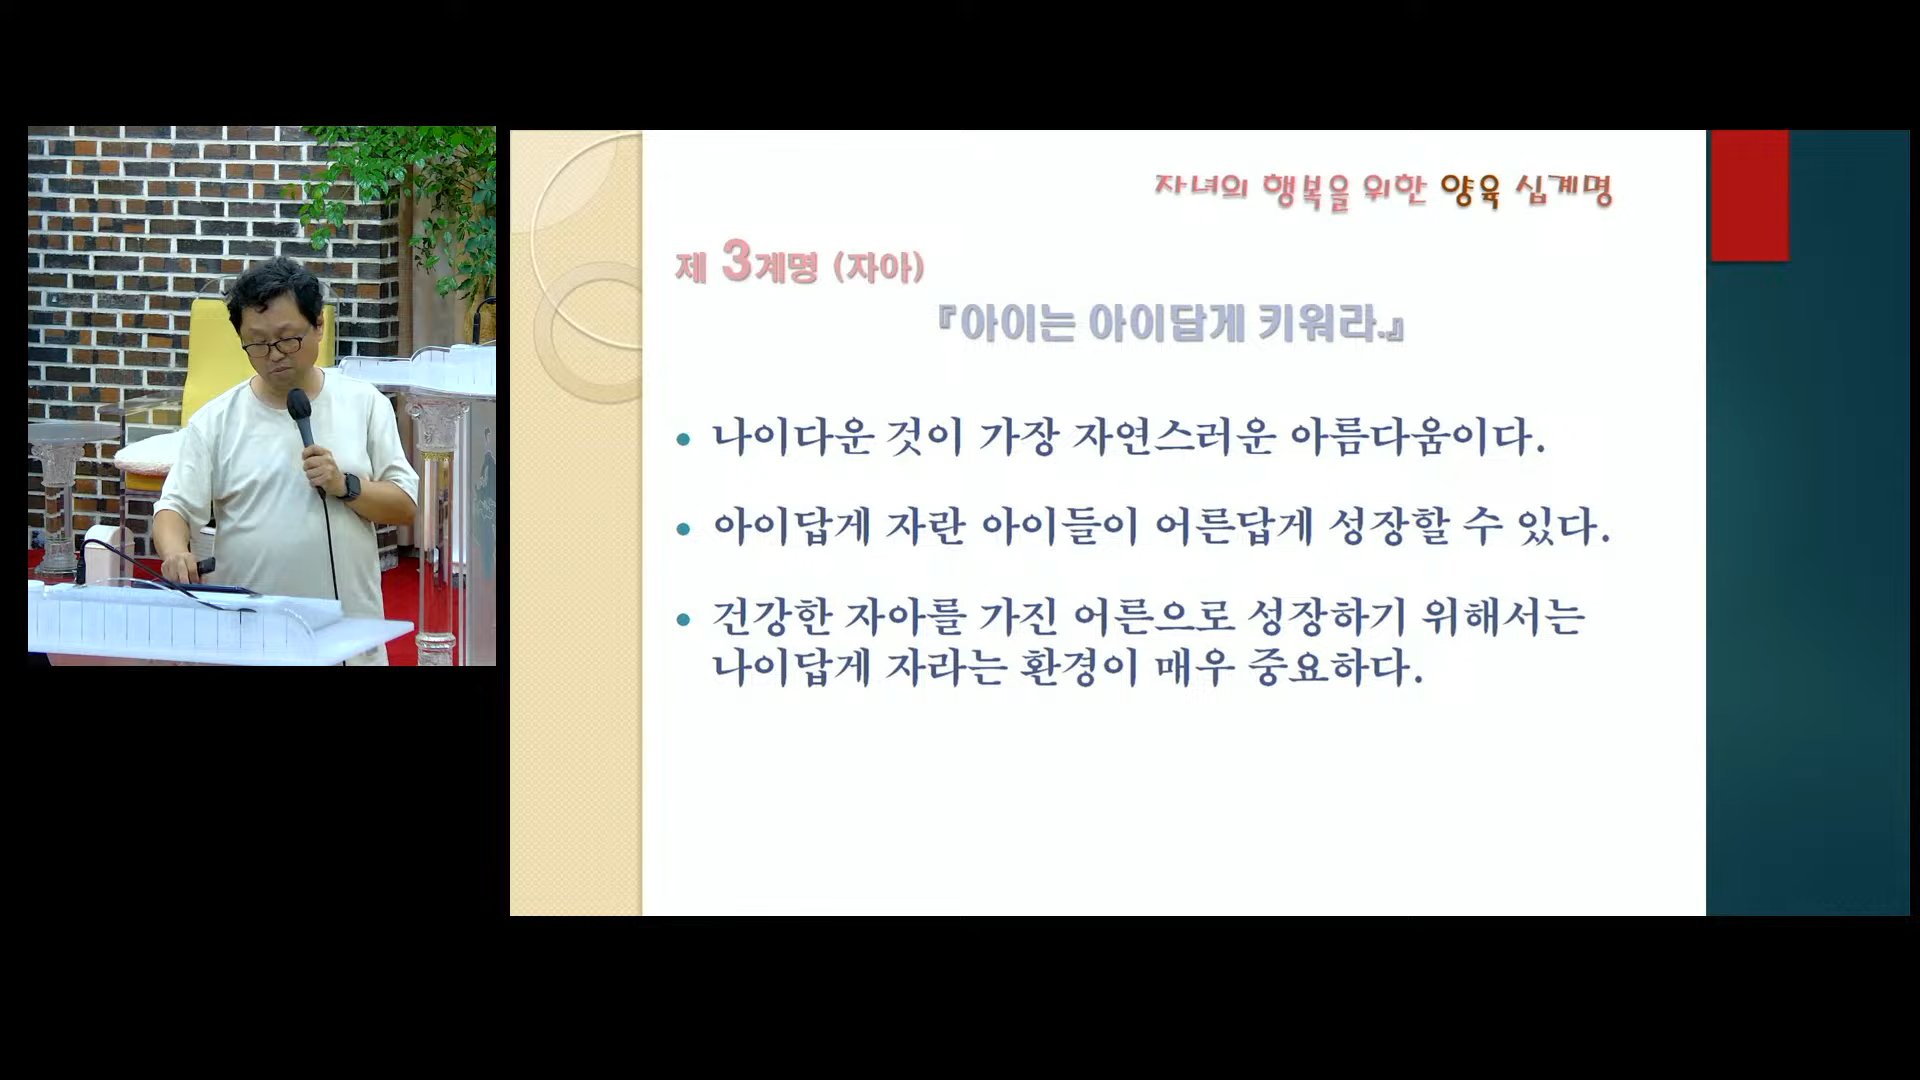 자녀의 행복을 위한 양육 십계명
제 3계명 (자아)
『아이는 아이답게 키워라.』
• 나이다운 것이 가장 자연스러운 아름다움이다.
• 아이답게 자란 아이들이 어른답게 성장할 수 있다.
• 건강한 자아를 가진 어른으로 성장하기 위해서는
나이답게 자라는 환경이 매우 중요하다.